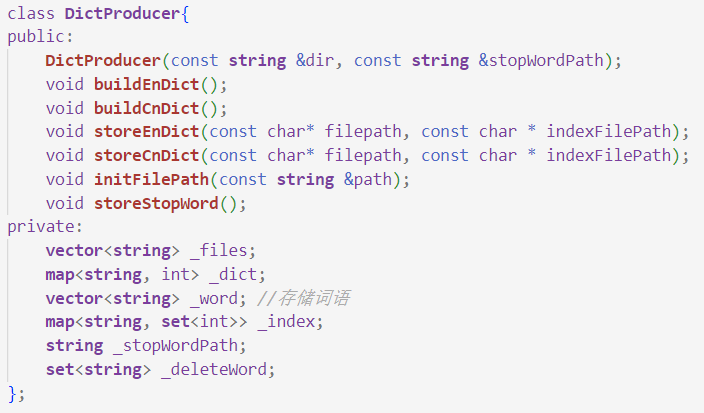 class DictProducer{
public:
    DictProducer(const string &dir, const string &stopWordPath);
    void buildEnDict();
    void buildCnDict();
    void storeEnDict(const char* filepath, const char * indexFilePath);
    void storeCnDict(const char* filepath, const char * indexFilePath);
    void initFilePath(const string &path);
    void storeStopWord();
private:
    vector<string> _files;
    map<string, int> _dict;
    vector<string> _word; //存储词语
    map<string, set<int>> _index;
    string _stopWordPath;
    set<string> _deleteWord;
};